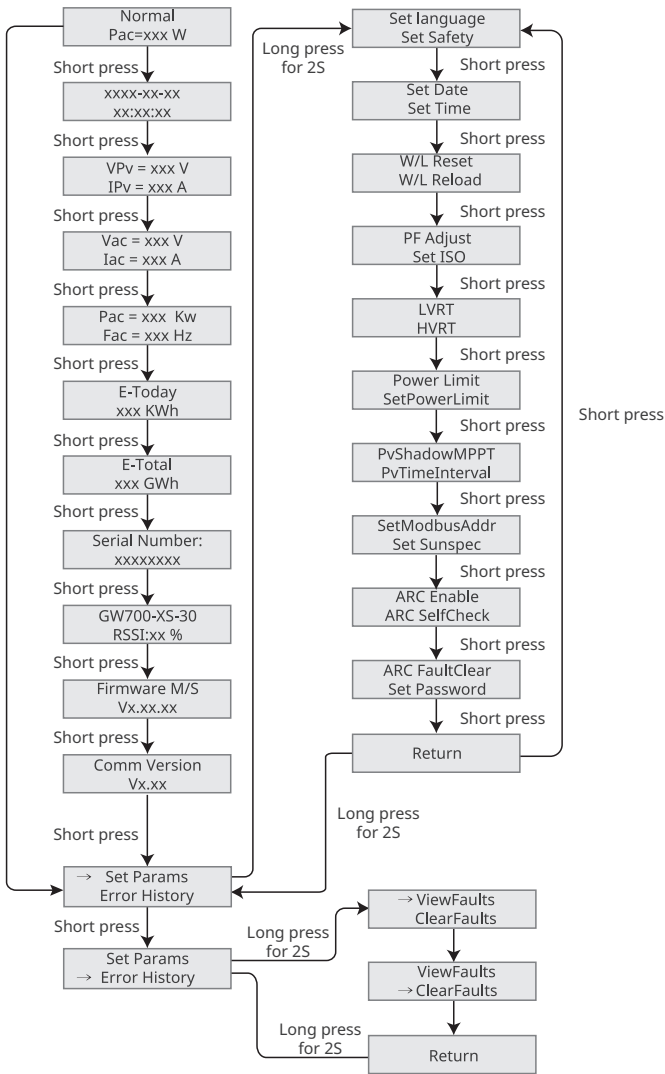 Normal
Pac=xxx W
Short press
xxxx-xx-xx
xx:xx:xx
Short press
VPv = xxx V
IPv = xxx A
Short press
Vac = xxx V
Iac = xxx A
Short press
Pac = xxx Kw
Fac = xxx Hz
Short press
E-Today
xxx KWh
Short press
E-Total
xxx GWh
Short press
Serial Number:
xxxxxxxx
Short press
GW700-XS-30
RSSI:xx %
Short press
Firmware M/S
Vx.xx.xx
Short press
Comm Version
Vx.xx
Short press
→ Set Params
Error History
Short press
Set Params
→ Error History
Long press
for 2S
Set language
Set Safety
Short press
Set Date
Set Time
Short press
W/L Reset
W/L Reload
Short press
PF Adjust
Set ISO
Short press
LVRT
HVRT
Short press
Power Limit
SetPowerLimit
Short press
PvShadowMPPT
PvTimeInterval
Short press
SetModbusAddr
Set Sunspec
Short press
ARC Enable
ARC SelfCheck
Short press
ARC FaultClear
Set Password
Short press
Return
Short press
Long press
for 2S
Long press
for 2S
→ ViewFaults
ClearFaults
ViewFaults
→ ClearFaults
Long press
for 2S
Return